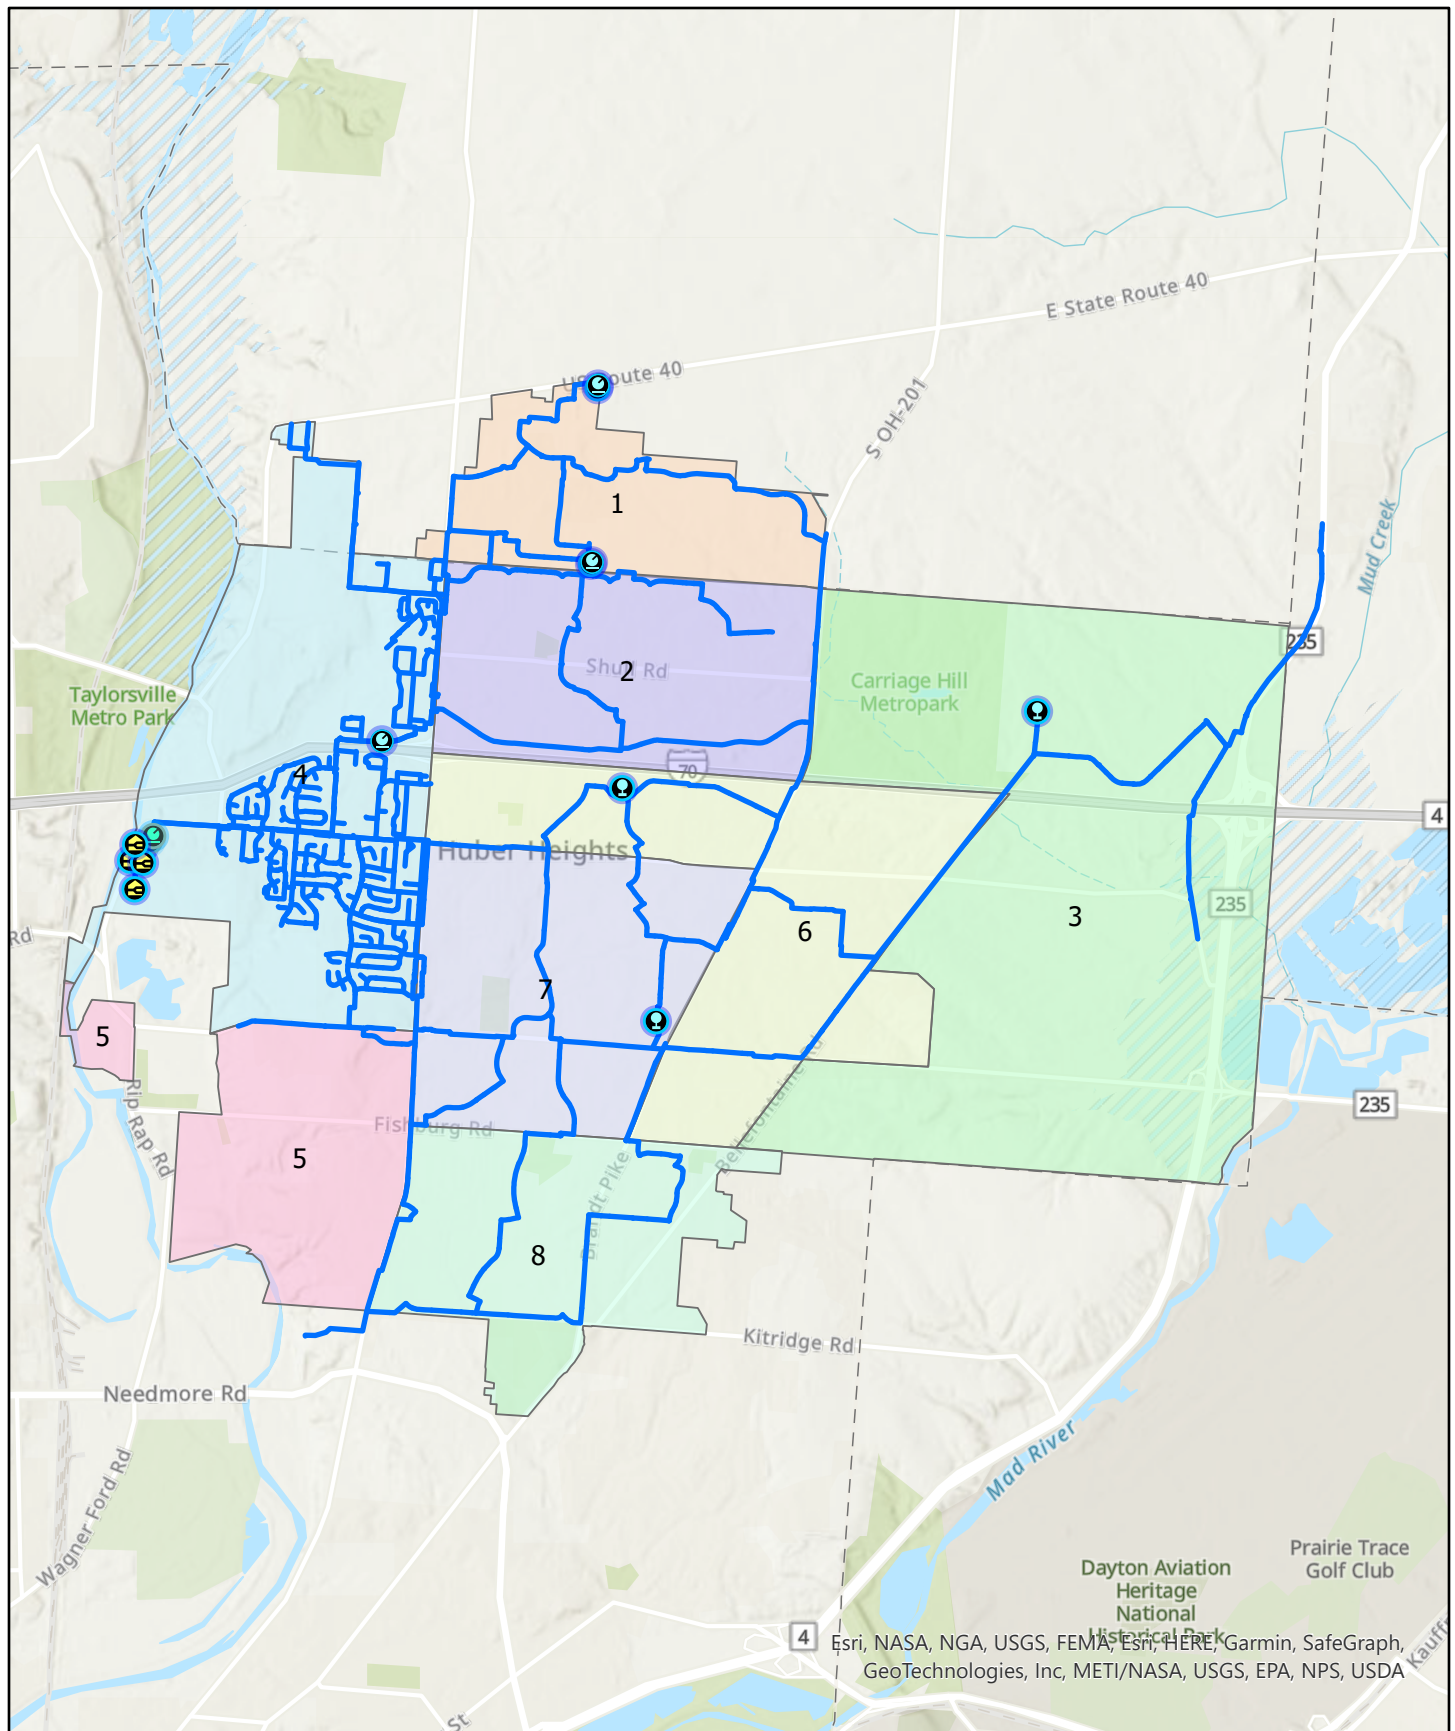 E State Route 40
US Route 40
S OH-201
1
Mud Creek
235
Shull Rd
2
Carriage Hill
Metropark
Taylorsville
Metro Park
70
4
4
Huber Heights
235
3
6
Rd
7
5
235
Rip Rap Rd
Fishburg Rd
Bellefontaine Rd
5
Brandt Pike
8
Kitridge Rd
Needmore Rd
Mad River
Wagner Ford Rd
Prairie Trace
Golf Club
Dayton Aviation
Heritage
National
Historical Park
4
Esri, NASA, NGA, USGS, FEMA, Esri, HERE, Garmin, SafeGraph,
GeoTechnologies, Inc, METI/NASA, USGS, EPA, NPS, USDA
St